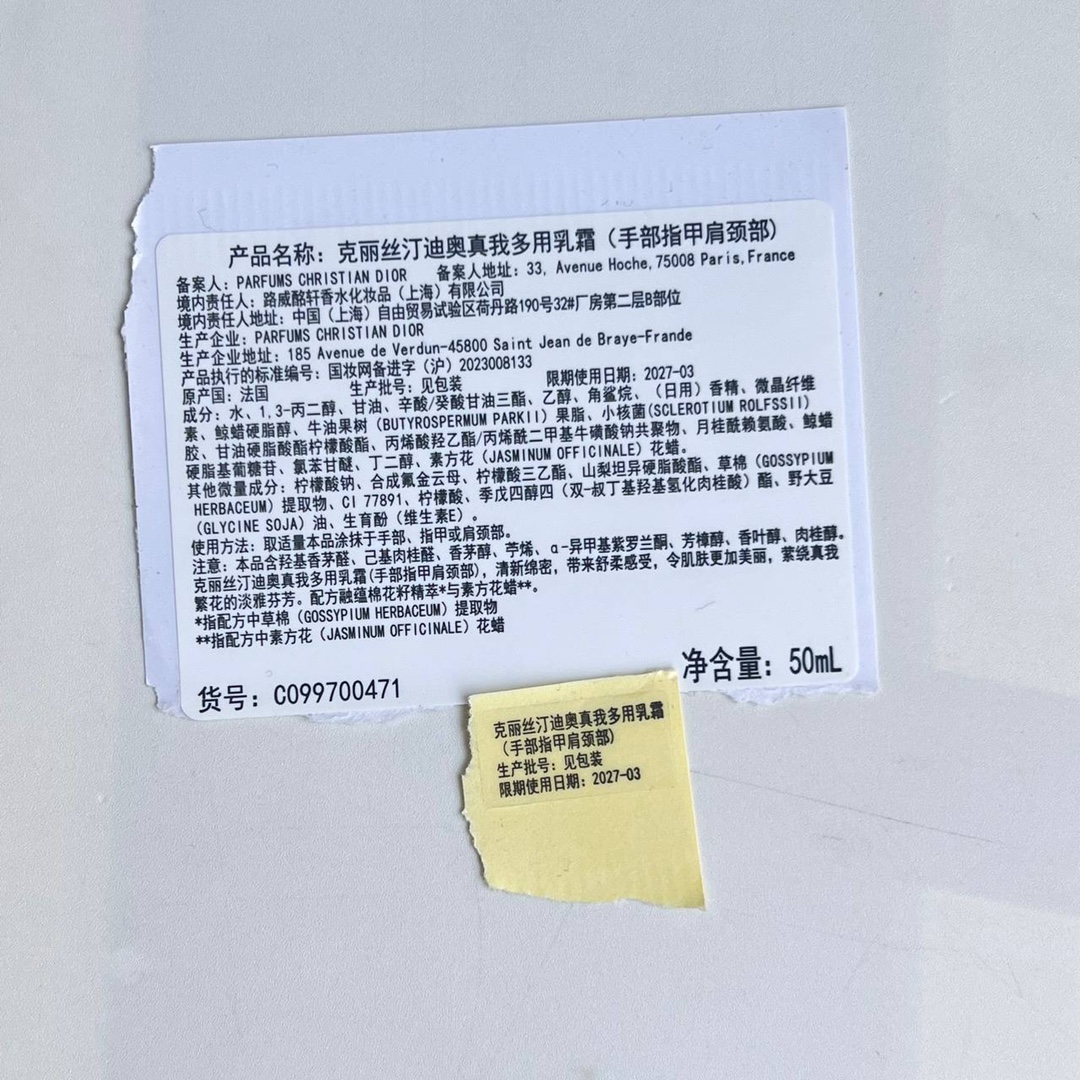 产品名称：克丽丝汀迪奥真我多用乳霜（手部指甲肩颈部）
备案人：PARFUMS CHRISTIAN DIOR 备案人地址：33, Avenue Hoche,75008 Paris,France
境内责任人：路威酩轩香水化妆品（上海）有限公司
境内责任人地址：中国（上海）自由贸易试验区荷丹路190号32#厂房第二层B部位
生产企业：PARFUMS CHRISTIAN DIOR
生产企业地址：185 Avenue de Verdun-45800 Saint Jean de Braye-Frande
产品执行的标准编号：国妆网备进字（沪）2023008133
原产国：法国 生产批号：见包装 限期使用日期：2027-03
成分：水、1,3-丙二醇、甘油、辛酸/癸酸甘油三酯、乙醇、角鲨烷、（日用）香精、微晶纤维
素、鲸蜡硬脂醇、牛油果树（BUTYROSPERMUM PARKII）果脂、小核菌(SCLEROTIUM ROLFSSII)
胶、甘油硬脂酸酯柠檬酸酯、丙烯酸羟乙酯/丙烯酰二甲基牛磺酸钠共聚物、月桂酰赖氨酸、鲸蜡
硬脂基葡糖苷、氯苯甘醚、丁二醇、素方花（JASMINUM OFFICINALE）花蜡。
其他微量成分：柠檬酸钠、合成氟金云母、柠檬酸三乙酯、山梨坦异硬脂酸酯、草棉（GOSSYPIUM
HERBACEUM）提取物、CI 77891、柠檬酸、季戊四醇四（双-叔丁基羟基氢化肉桂酸）酯、野大豆
（GLYCINE SOJA）油、生育酚（维生素E）。
使用方法：取适量本品涂抹于手部、指甲或肩颈部。
注意：本品含羟基香茅醛、己基肉桂醛、香茅醇、苧烯、α-异甲基紫罗兰酮、芳樟醇、香叶醇、肉桂醇。
克丽丝汀迪奥真我多用乳霜(手部指甲肩颈部)，清新绵密，带来舒柔感受，令肌肤更加美丽，萦绕真我
繁花的淡雅芬芳。配方融蕴棉花籽精萃*与素方花蜡**。
*指配方中草棉（GOSSYPIUM HERBACEUM）提取物
**指配方中素方花（JASMINUM OFFICINALE）花蜡
净含量：50mL
货号：C099700471
克丽丝汀迪奥真我多用乳霜
（手部指甲肩颈部）
生产批号：见包装
限期使用日期：2027-03